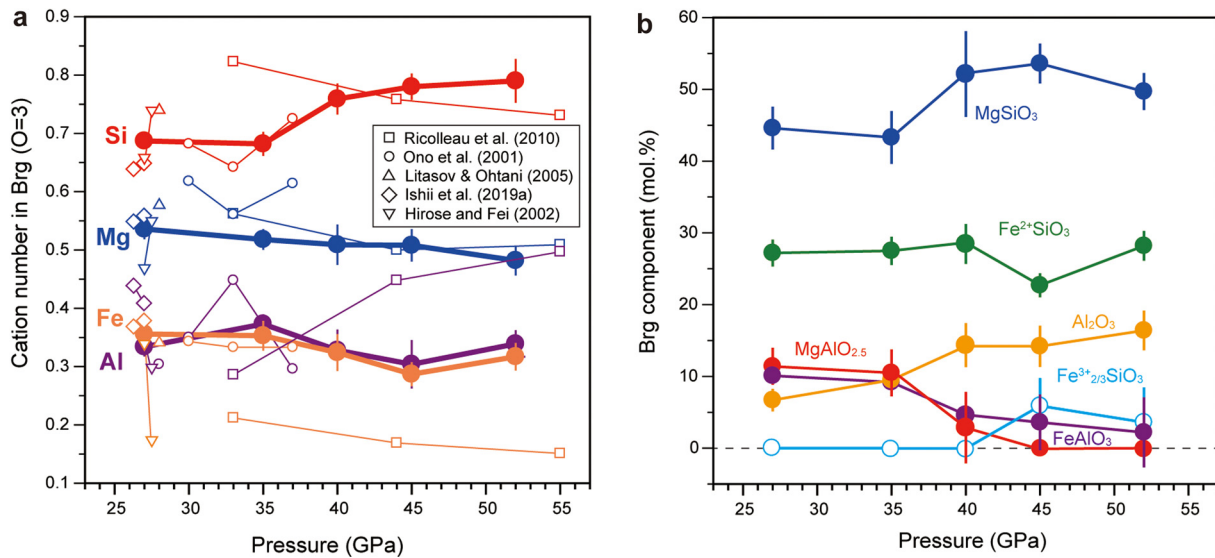 a
Cation number in Brg (O=3)
1.0
0.9
0.8
0.7
0.6
0.5
0.4
0.3
0.2
0.1
Si
Mg
Fe
Al
Ricolleau et al. (2010)
Ono et al. (2001)
Litasov & Ohtani (2005)
Ishii et al. (2019a)
Hirose and Fei (2002)
25 30 35 40 45 50 55
Pressure (GPa)
b
Brg component (mol.%)
60
50
40
30
20
10
0
MgSiO₃
Fe²⁺SiO₃
Al₂O₃
MgAlO₂.₅
Fe³⁺₂/₃SiO₃
FeAlO₃
25 30 35 40 45 50 55
Pressure (GPa)